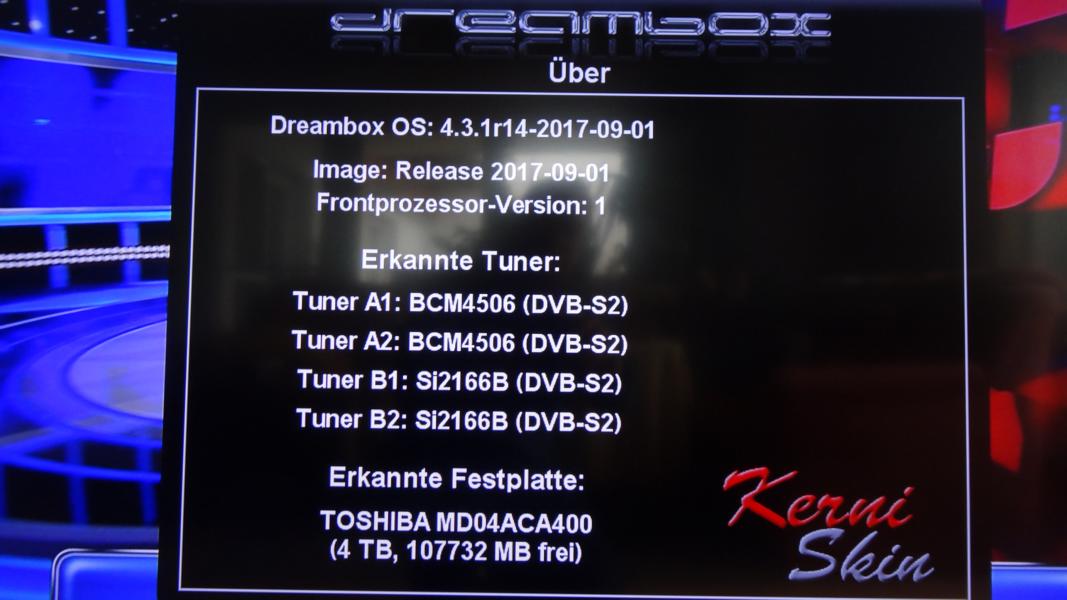 dreambox
Über
Dreambox OS: 4.3.1r14-2017-09-01
Image: Release 2017-09-01
Frontprozessor-Version: 1
Erkannte Tuner:
Tuner A1: BCM4506 (DVB-S2)
Tuner A2: BCM4506 (DVB-S2)
Tuner B1: Si2166B (DVB-S2)
Tuner B2: Si2166B (DVB-S2)
Erkannte Festplatte:
TOSHIBA MD04ACA400
(4 TB, 107732 MB frei)
Kerni
Skin